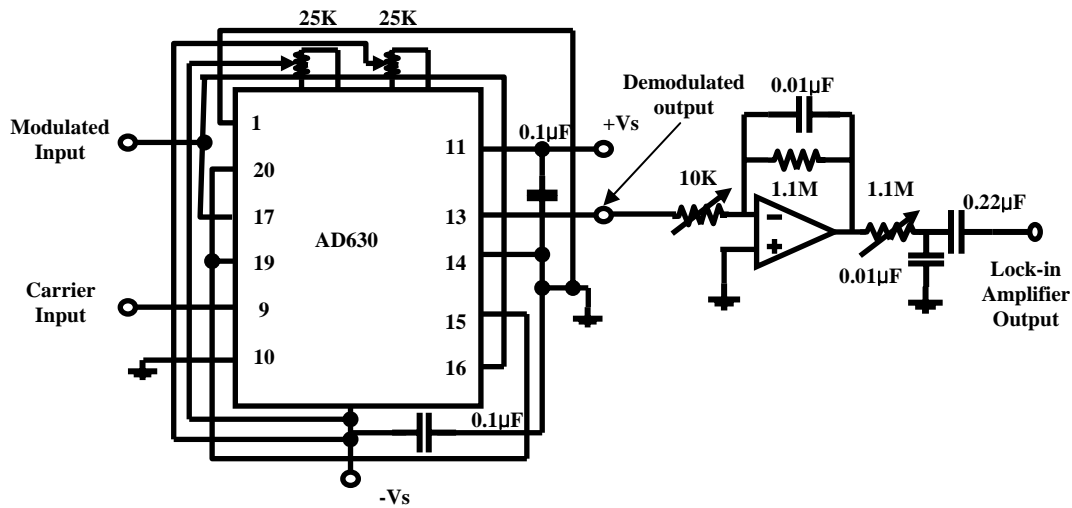 25K 25K
Modulated
Input
Carrier
Input
1
20
17
19
9
10
AD630
11
13
14
15
16
0.1µF
+Vs
0.1µF
-Vs
Demodulated
output
10K
0.01µF
1.1M
1.1M
0.01µF
0.22µF
Lock-in
Amplifier
Output